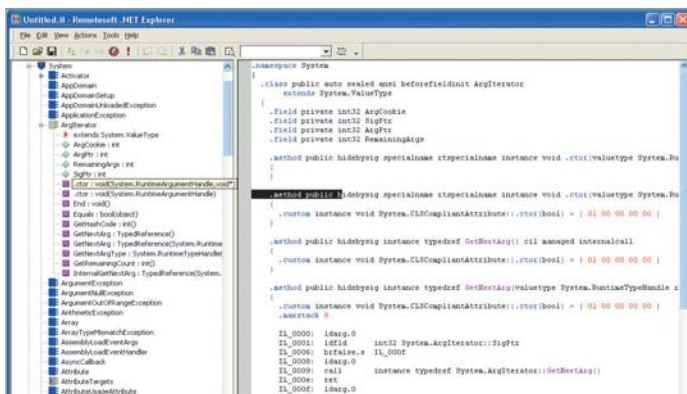 Untitled.il - Remotesoft .NET Explorer
File Edit View Actions Tools Help
System
Activator
AppDomain
AppDomainSetup
AppDomainUnloadedException
ApplicationException
ArgIterator
extends System.ValueType
ArgCookie : int
ArgPtr : int
RemainingArgs : int
SigPtr : int
.ctor : void(System.RuntimeArgumentHandle,void*)
.ctor : void(System.RuntimeArgumentHandle)
End : void()
Equals : bool(object)
GetHashCode : int()
GetNextArg : TypedReference()
GetNextArg : TypedReference(System.Runtime
GetNextArgType : System.RuntimeTypeHandle(
GetRemainingCount : int()
InternalGetNextArg : TypedReference(System.
ArgumentException
ArgumentNullException
ArgumentOutOfRangeException
ArithmeticException
Array
ArrayTypeMismatchException
AssemblyLoadEventArgs
AssemblyLoadEventHandler
AsyncCallback
Attribute
AttributeTargets
AttributeUsageAttribute
.namespace System
{
.class public auto sealed ansi beforefieldinit ArgIterator
extends System.ValueType
{
.field private int32 ArgCookie
.field private int32 SigPtr
.field private int32 ArgPtr
.field private int32 RemainingArgs
.method public hidebysig specialname rtspecialname instance void .ctor(valuetype System.Ru
{
}
.method public hidebysig specialname rtspecialname instance void .ctor(valuetype System.Ru
{
.custom instance void System.CLSCompliantAttribute::.ctor(bool) = ( 01 00 00 00 00 )
}
.method public hidebysig instance typedref GetNextArg() cil managed internalcall
{
.custom instance void System.CLSCompliantAttribute::.ctor(bool) = ( 01 00 00 00 00 )
}
.method public hidebysig instance typedref GetNextArg(valuetype System.RuntimeTypeHandle r
{
.custom instance void System.CLSCompliantAttribute::.ctor(bool) = ( 01 00 00 00 00 )
.maxstack 8
IL_0000: ldarg.0
IL_0001: ldfld int32 System.ArgIterator::SigPtr
IL_0006: brfalse.s IL_000f
IL_0008: ldarg.0
IL_0009: call instance typedref System.ArgIterator::GetNextArg()
IL_000e: ret
IL_000f: ldarg.0